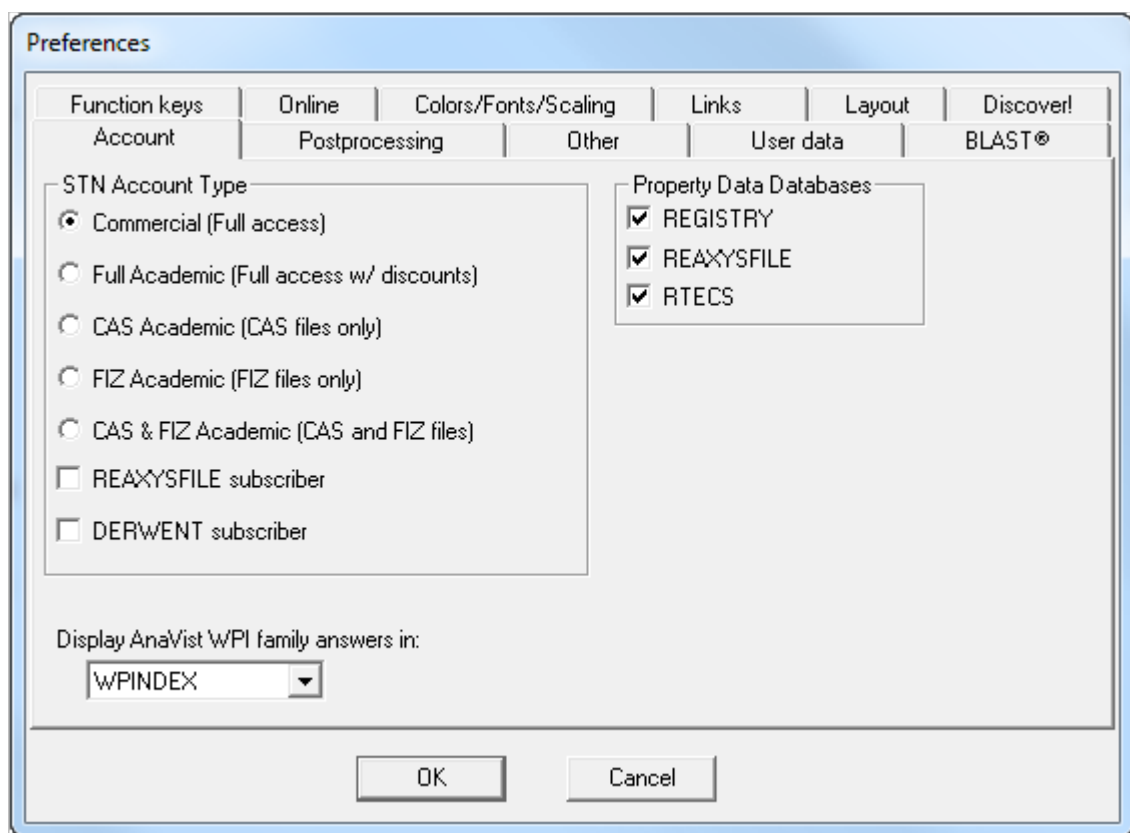 Preferences
Function keys Online Colors/Fonts/Scaling Links Layout Discover!
Account Postprocessing Other User data BLAST®
STN Account Type
Commercial (Full access)
Full Academic (Full access w/ discounts)
CAS Academic (CAS files only)
FIZ Academic (FIZ files only)
CAS & FIZ Academic (CAS and FIZ files)
REAXYSFILE subscriber
DERWENT subscriber
Property Data Databases
REGISTRY
REAXYSFILE
RTECS
Display AnaVist WPI family answers in:
WPINDEX
OK Cancel